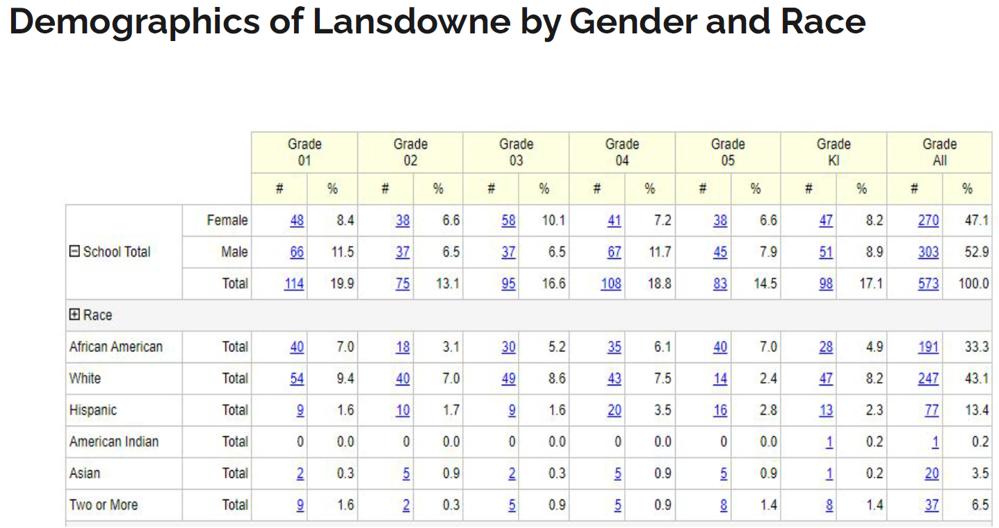 Demographics of Lansdowne by Gender and Race
Grade 01 Grade 02 Grade 03 Grade 04 Grade 05 Grade KI Grade All
# % # % # % # % # % # % # %
School Total Female 48 8.4 38 6.6 58 10.1 41 7.2 38 6.6 47 8.2 270 47.1
Male 66 11.5 37 6.5 37 6.5 67 11.7 45 7.9 51 8.9 303 52.9
Total 114 19.9 75 13.1 95 16.6 108 18.8 83 14.5 98 17.1 573 100.0
Race
African American Total 40 7.0 18 3.1 30 5.2 35 6.1 40 7.0 28 4.9 191 33.3
White Total 54 9.4 40 7.0 49 8.6 43 7.5 14 2.4 47 8.2 247 43.1
Hispanic Total 9 1.6 10 1.7 9 1.6 20 3.5 16 2.8 13 2.3 77 13.4
American Indian Total 0 0.0 0 0.0 0 0.0 0 0.0 0 0.0 1 0.2 1 0.2
Asian Total 2 0.3 5 0.9 2 0.3 5 0.9 5 0.9 1 0.2 20 3.5
Two or More Total 9 1.6 2 0.3 5 0.9 5 0.9 8 1.4 8 1.4 37 6.5